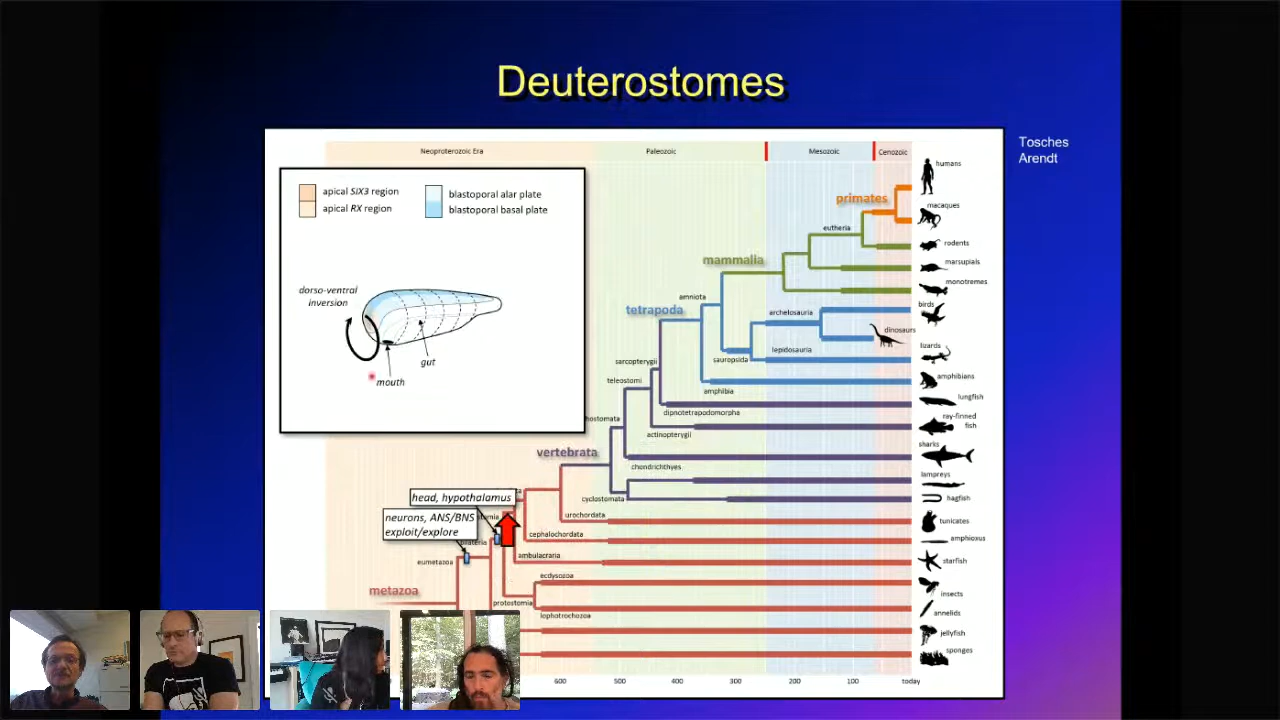 Deuterostomes
Tosches
Arendt
Neoproterozoic Era
Paleozoic
Mesozoic
Cenozoic
apical SIX3 region
apical RX region
blastoporal alar plate
blastoporal basal plate
dorso-ventral
inversion
gut
mouth
humans
primates
macaques
eutheria
rodents
mammalia
marsupials
monotremes
amniota
birds
tetrapoda
archelosauria
dinosaurs
lizards
lepidosauria
sauropsida
sarcopterygii
teleostomi
amphibians
amphibia
lungfish
dipnotetrapodomorpha
hostomata
ray-finned
fish
actinopterygii
sharks
vertebrata
chondrichthyes
lampreys
cyclostomata
hagfish
head, hypothalamus
neurons, ANS/BNS
exploit/explore
urochordata
tunicates
cephalochordata
amphioxus
ambulacraria
starfish
eumetazoa
ecdysozoa
insects
metazoa
protostomia
annelids
lophotrochozoa
jellyfish
sponges
600
500
400
300
200
100
today